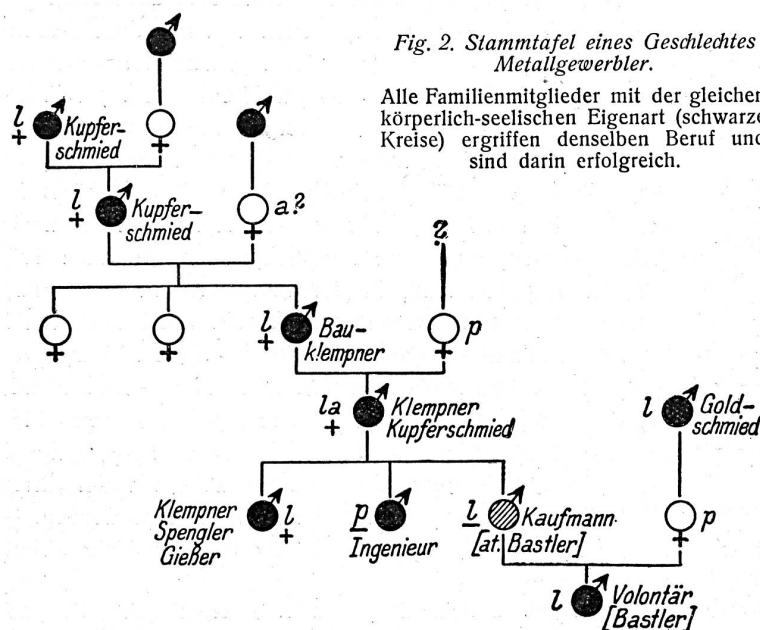 Fig. 2. Stammtafel eines Geschlechtes
Metallgewerbler.
Alle Familienmitglieder mit der gleichen
körperlich-seelischen Eigenart (schwarze
Kreise) ergriffen denselben Beruf und
sind darin erfolgreich.
l
+
Kupfer-
schmied
l
+
Kupfer-
schmied
a?
?
l
+
Bau-
klempner
p
la
+
Klempner
Kupferschmied
l
Gold-
schmied
Klempner
Spengler
Gießer
l
+
p
Ingenieur
l
Kaufmann
[at. Bastler]
p
l
Volontär
[Bastler]